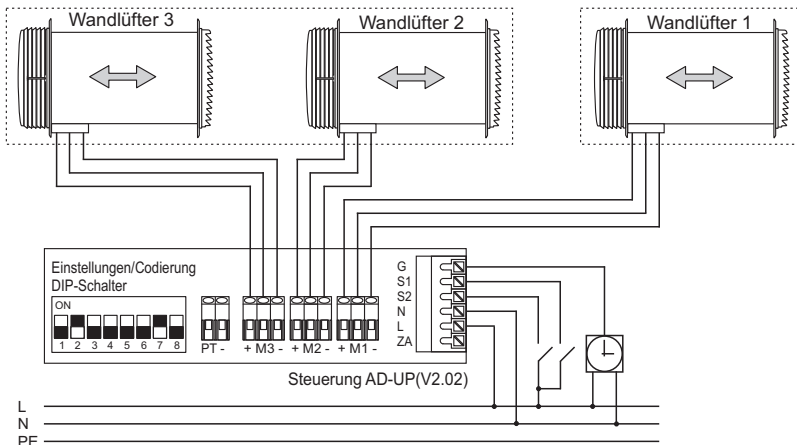 Wandlüfter 3
Wandlüfter 2
Wandlüfter 1
Einstellungen/Codierung
DIP-Schalter
ON
1 2 3 4 5 6 7 8
PT - + M3 - + M2 - + M1 -
G
S1
S2
N
L
ZA
Steuerung AD-UP(V2.02)
L
N
PE